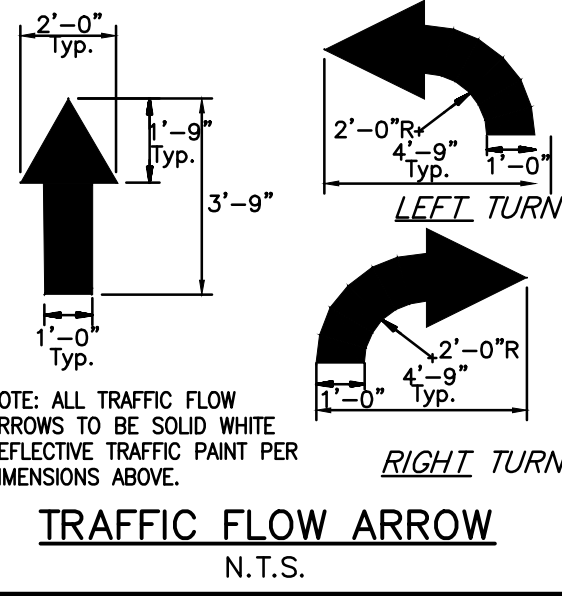 2'-0"
Typ.
1'-9"
Typ.
3'-9"
1'-0"
Typ.
2'-0"R
4'-9"
Typ.
1'-0"
LEFT TURN
2'-0"R
4'-9"
Typ.
1'-0"
RIGHT TURN
OTE: ALL TRAFFIC FLOW
RROWS TO BE SOLID WHITE
EFLECTIVE TRAFFIC PAINT PER
IMENSIONS ABOVE.
TRAFFIC FLOW ARROW
N.T.S.